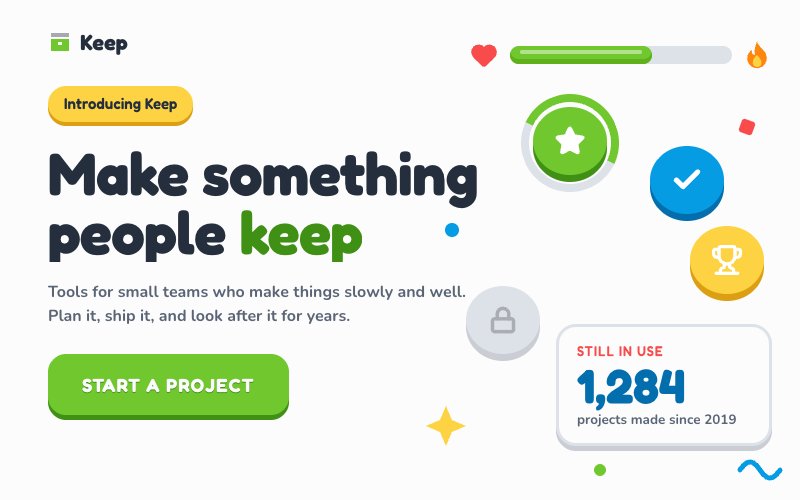 Keep
Introducing Keep
Make something
people keep
Tools for small teams who make things slowly and well.
Plan it, ship it, and look after it for years.
START A PROJECT
STILL IN USE
1,284
projects made since 2019